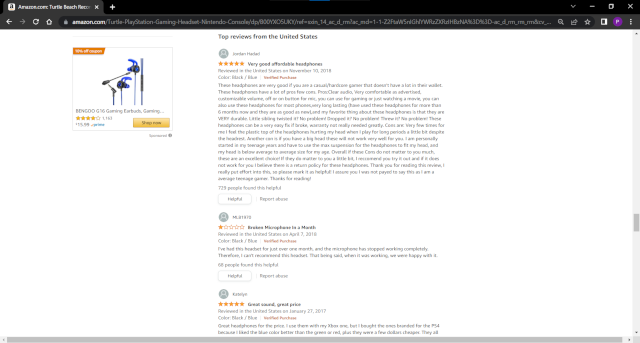 Amazon.com: Turtle Beach Recon
amazon.com/Turtle-PlayStation-Gaming-Headset-Nintendo-Console/dp/B00YXO5UKY/
Top reviews from the United States
Jordan Hadad
Very good affordable headphones
Reviewed in the United States on November 10, 2018
Color: Black / Blue | Verified Purchase
These headphones are very good if you are a casual/hardcore gamer that doesn't have a lot in their wallet.
These headphones have a lot of pros few cons. Pros:Clear audio, Very comfortable as advertised,
customizable volume, off or on button for mic, you can use for gaming or just watching a movie, you can
also use these headphones for most phones,very long lasting (have used these headphones for more than
6 months now and they are as good as new),and my favorite thing about these headphones is that they are
VERY durable. Little sibling twisted it? No problem! Dropped it? No problem! Threw it? No problem! These
headphones can be a very easy fix if broke, warranty not really needed greatly. Cons are: Very few times for
me I feel the plastic top of the headphones hurting my head when I play for long periods a little bit despite
the headrest. Another con is if you have a big head these will not work very well for you. I am personally
started in my teenage years and have to use the max suspension for the headphones to fit my head, and
my head is below average to average size for my age. Overall if these Cons do not matter to you much,
these are an excellent choice! If they do matter to you a little bit, I recommend you try it out and if it does
not work for you I believe there is a return policy for these headphones. Thank you for reading this review, I
really put effort into this, so please mark it as helpful! I assure you I was not payed to say this as I am a
average teenage gamer. Thanks for reading!
723 people found this helpful
Helpful
Report abuse
MLB1970
Broken Microphone in a Month
Reviewed in the United States on April 7, 2018
Color: Black / Blue | Verified Purchase
I've had this headset for just over one month, and the microphone has stopped working completely.
Therefore, I can't recommend this headset. That being said, when it was working, we were happy with it.
88 people found this helpful
Helpful
Report abuse
Katelyn
Great sound, great price
Reviewed in the United States on January 27, 2017
Color: Black / Blue | Verified Purchase
Great headphones for the price. I use them with my Xbox one, but I bought the ones branded for the PS4
because I liked the blue color better than the green or red, plus they were a few dollars cheaper. They all
10% off coupon
BENGOO G16 Gaming Earbuds, Gaming...
1,163
Shop now
Sponsored